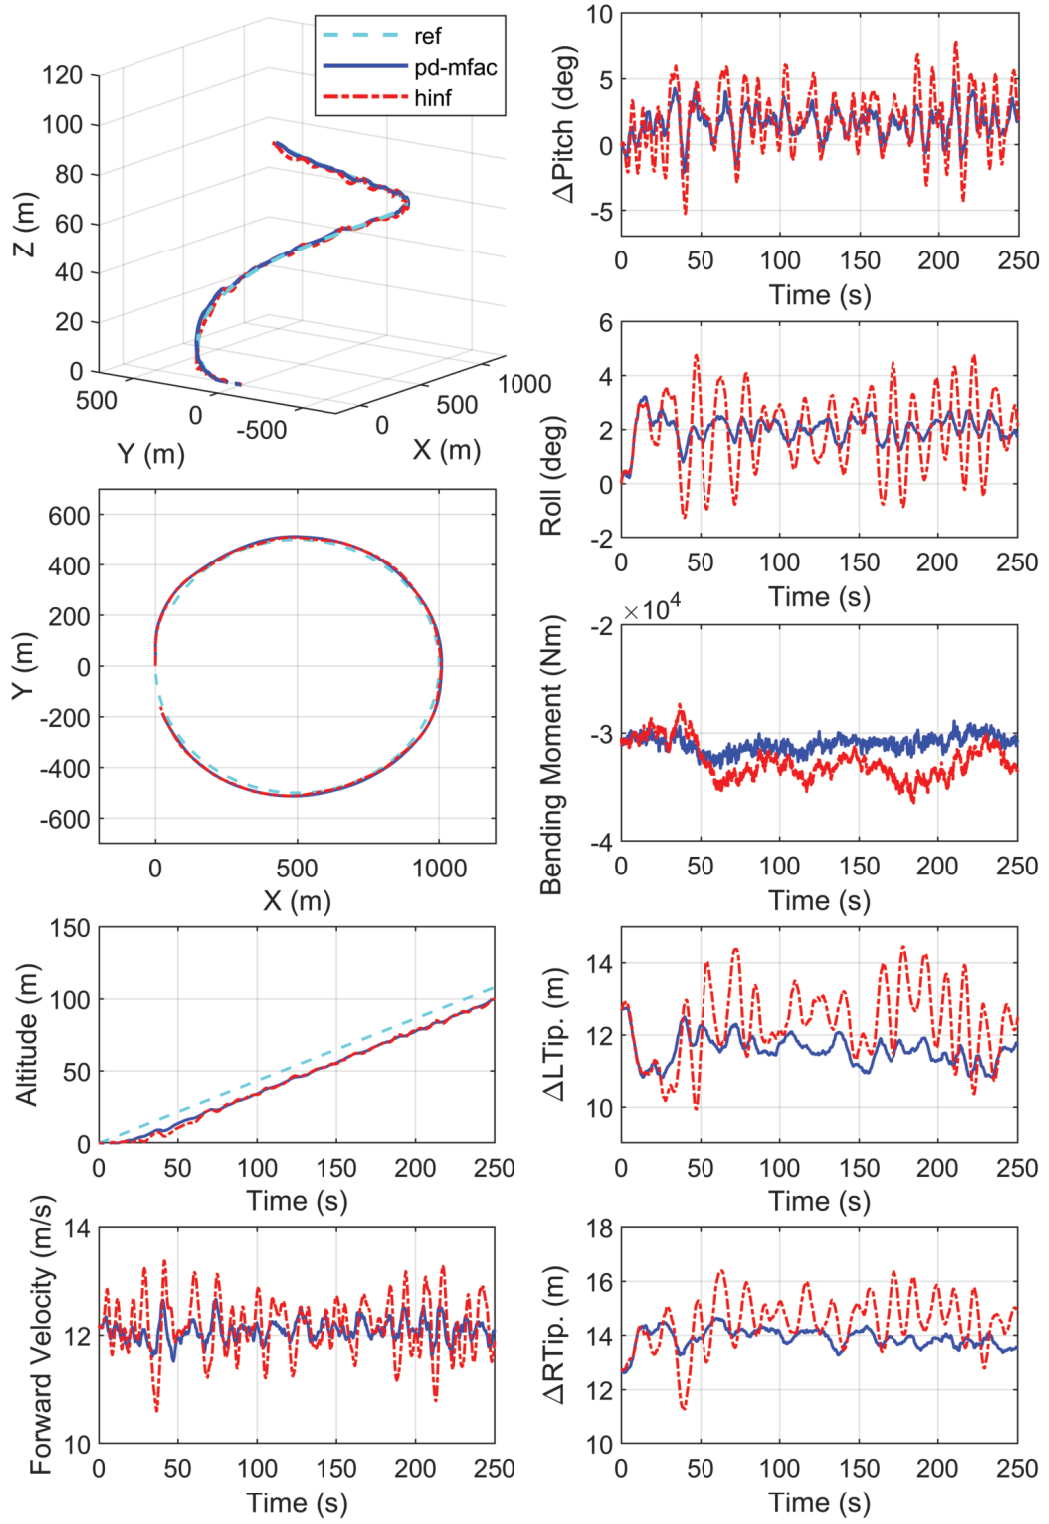 ref
pd-mfac
hinf
120
100
80
60
40
20
0
Z (m)
500
0
-500
Y (m)
0
500
1000
X (m)
10
5
0
-5
ΔPitch (deg)
0 50 100 150 200 250
Time (s)
6
4
2
0
-2
Roll (deg)
0 50 100 150 200 250
Time (s)
600
400
200
0
-200
-400
-600
Y (m)
0 500 1000
X (m)
×10⁴
-2
-3
-4
Bending Moment (Nm)
0 50 100 150 200 250
Time (s)
150
100
50
0
Altitude (m)
0 50 100 150 200 250
Time (s)
14
12
10
ΔLTip. (m)
0 50 100 150 200 250
Time (s)
14
12
10
Forward Velocity (m/s)
0 50 100 150 200 250
Time (s)
18
16
14
12
10
ΔRTip. (m)
0 50 100 150 200 250
Time (s)